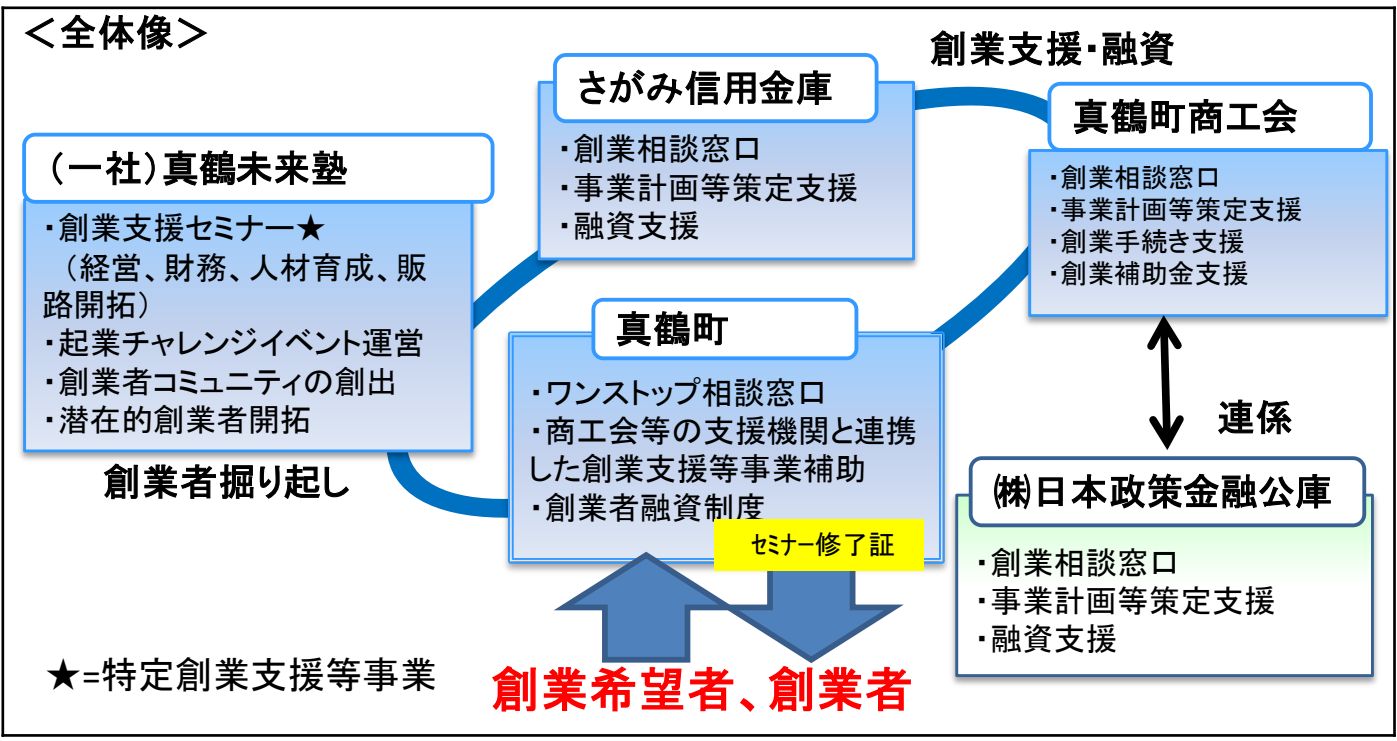 ＜全体像＞
創業支援・融資
さがみ信用金庫
・創業相談窓口
・事業計画等策定支援
・融資支援
真鶴町商工会
・創業相談窓口
・事業計画等策定支援
・創業手続き支援
・創業補助金支援
（一社）真鶴未来塾
・創業支援セミナー★
（経営、財務、人材育成、販
路開拓）
・起業チャレンジイベント運営
・創業者コミュニティの創出
・潜在的創業者開拓
創業者掘り起し
真鶴町
・ワンストップ相談窓口
・商工会等の支援機関と連携
した創業支援等事業補助
・創業者融資制度
セミナー修了証
連係
㈱日本政策金融公庫
・創業相談窓口
・事業計画等策定支援
・融資支援
★=特定創業支援等事業
創業希望者、創業者